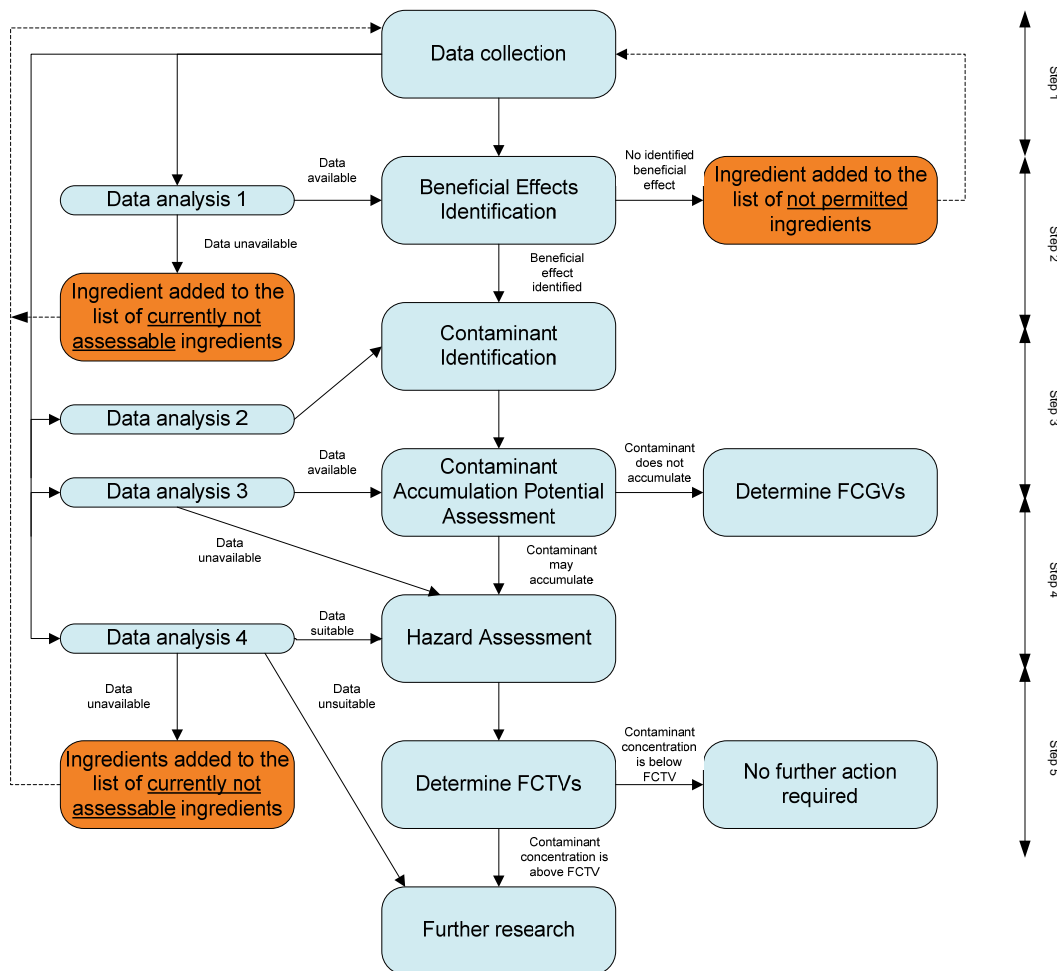 Data collection
Step 1
Data
available
No identified
beneficial
effect
Data analysis 1
Beneficial Effects
Identification
Ingredient added to the
list of not permitted
ingredients
Step 2
Data unavailable
Beneficial
effect
identified
Ingredient added to the
list of currently not
assessable ingredients
Contaminant
Identification
Step 3
Data analysis 2
Data
available
Contaminant
does not
accumulate
Data analysis 3
Contaminant
Accumulation Potential
Assessment
Determine FCGVs
Data
unavailable
Contaminant
may
accumulate
Step 4
Data analysis 4
Data
suitable
Hazard Assessment
Data
unavailable
Data
unsuitable
Contaminant
concentration
is below
FCTV
Step 5
Ingredients added to the
list of currently not
assessable ingredients
Determine FCTVs
No further action
required
Contaminant
concentration is
above FCTV
Further research